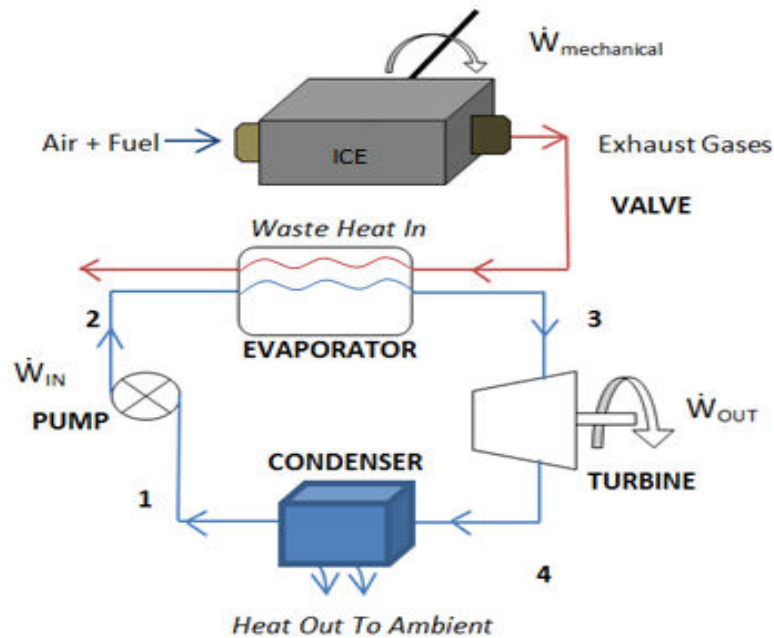 Ẇmechanical
Air + Fuel
ICE
Exhaust Gases
VALVE
Waste Heat In
2
3
EVAPORATOR
ẆIN
PUMP
ẆOUT
CONDENSER
TURBINE
1
4
Heat Out To Ambient